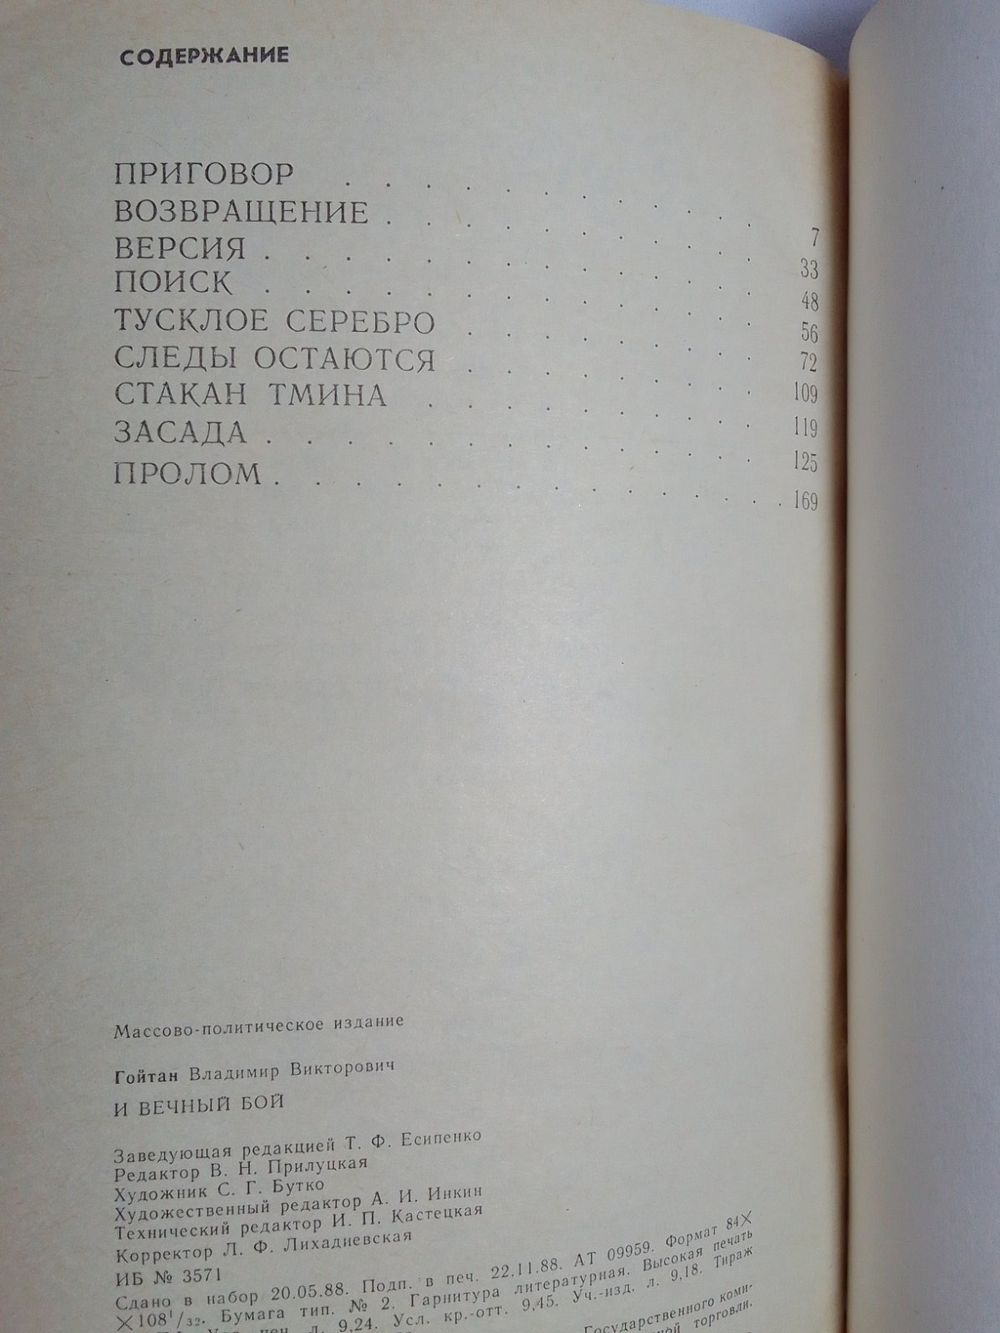 СОДЕРЖАНИЕ
ПРИГОВОР . . . . . . . . . . . 7
ВОЗВРАЩЕНИЕ . . . . . . . . . . 33
ВЕРСИЯ . . . . . . . . . . . . . 48
ПОИСК . . . . . . . . . . . . . 56
ТУСКЛОЕ СЕРЕБРО . . . . . . . . 72
СЛЕДЫ ОСТАЮТСЯ . . . . . . . . 109
СТАКАН ТМИНА . . . . . . . . . 119
ЗАСАДА . . . . . . . . . . . . . 125
ПРОЛОМ . . . . . . . . . . . . . 169
Массово-политическое издание
Гойтан Владимир Викторович
И ВЕЧНЫЙ БОЙ
Заведующая редакцией Т. Ф. Есипенко
Редактор В. Н. Прилуцкая
Художник С. Г. Бутко
Художественный редактор А. И. Инкин
Технический редактор И. П. Кастецкая
Корректор Л. Ф. Лихадиевская
ИБ № 3571
Сдано в набор 20.05.88. Подп. в печ. 22.11.88. АТ 09959. Формат 84×
×108¹/₃₂. Бумага тип. № 2. Гарнитура литературная. Высокая печать
л. 9,24. Усл. кр.-отт. 9,45. Уч.-изд. л. 9,18. Тираж
Государственного коми-
торговли.